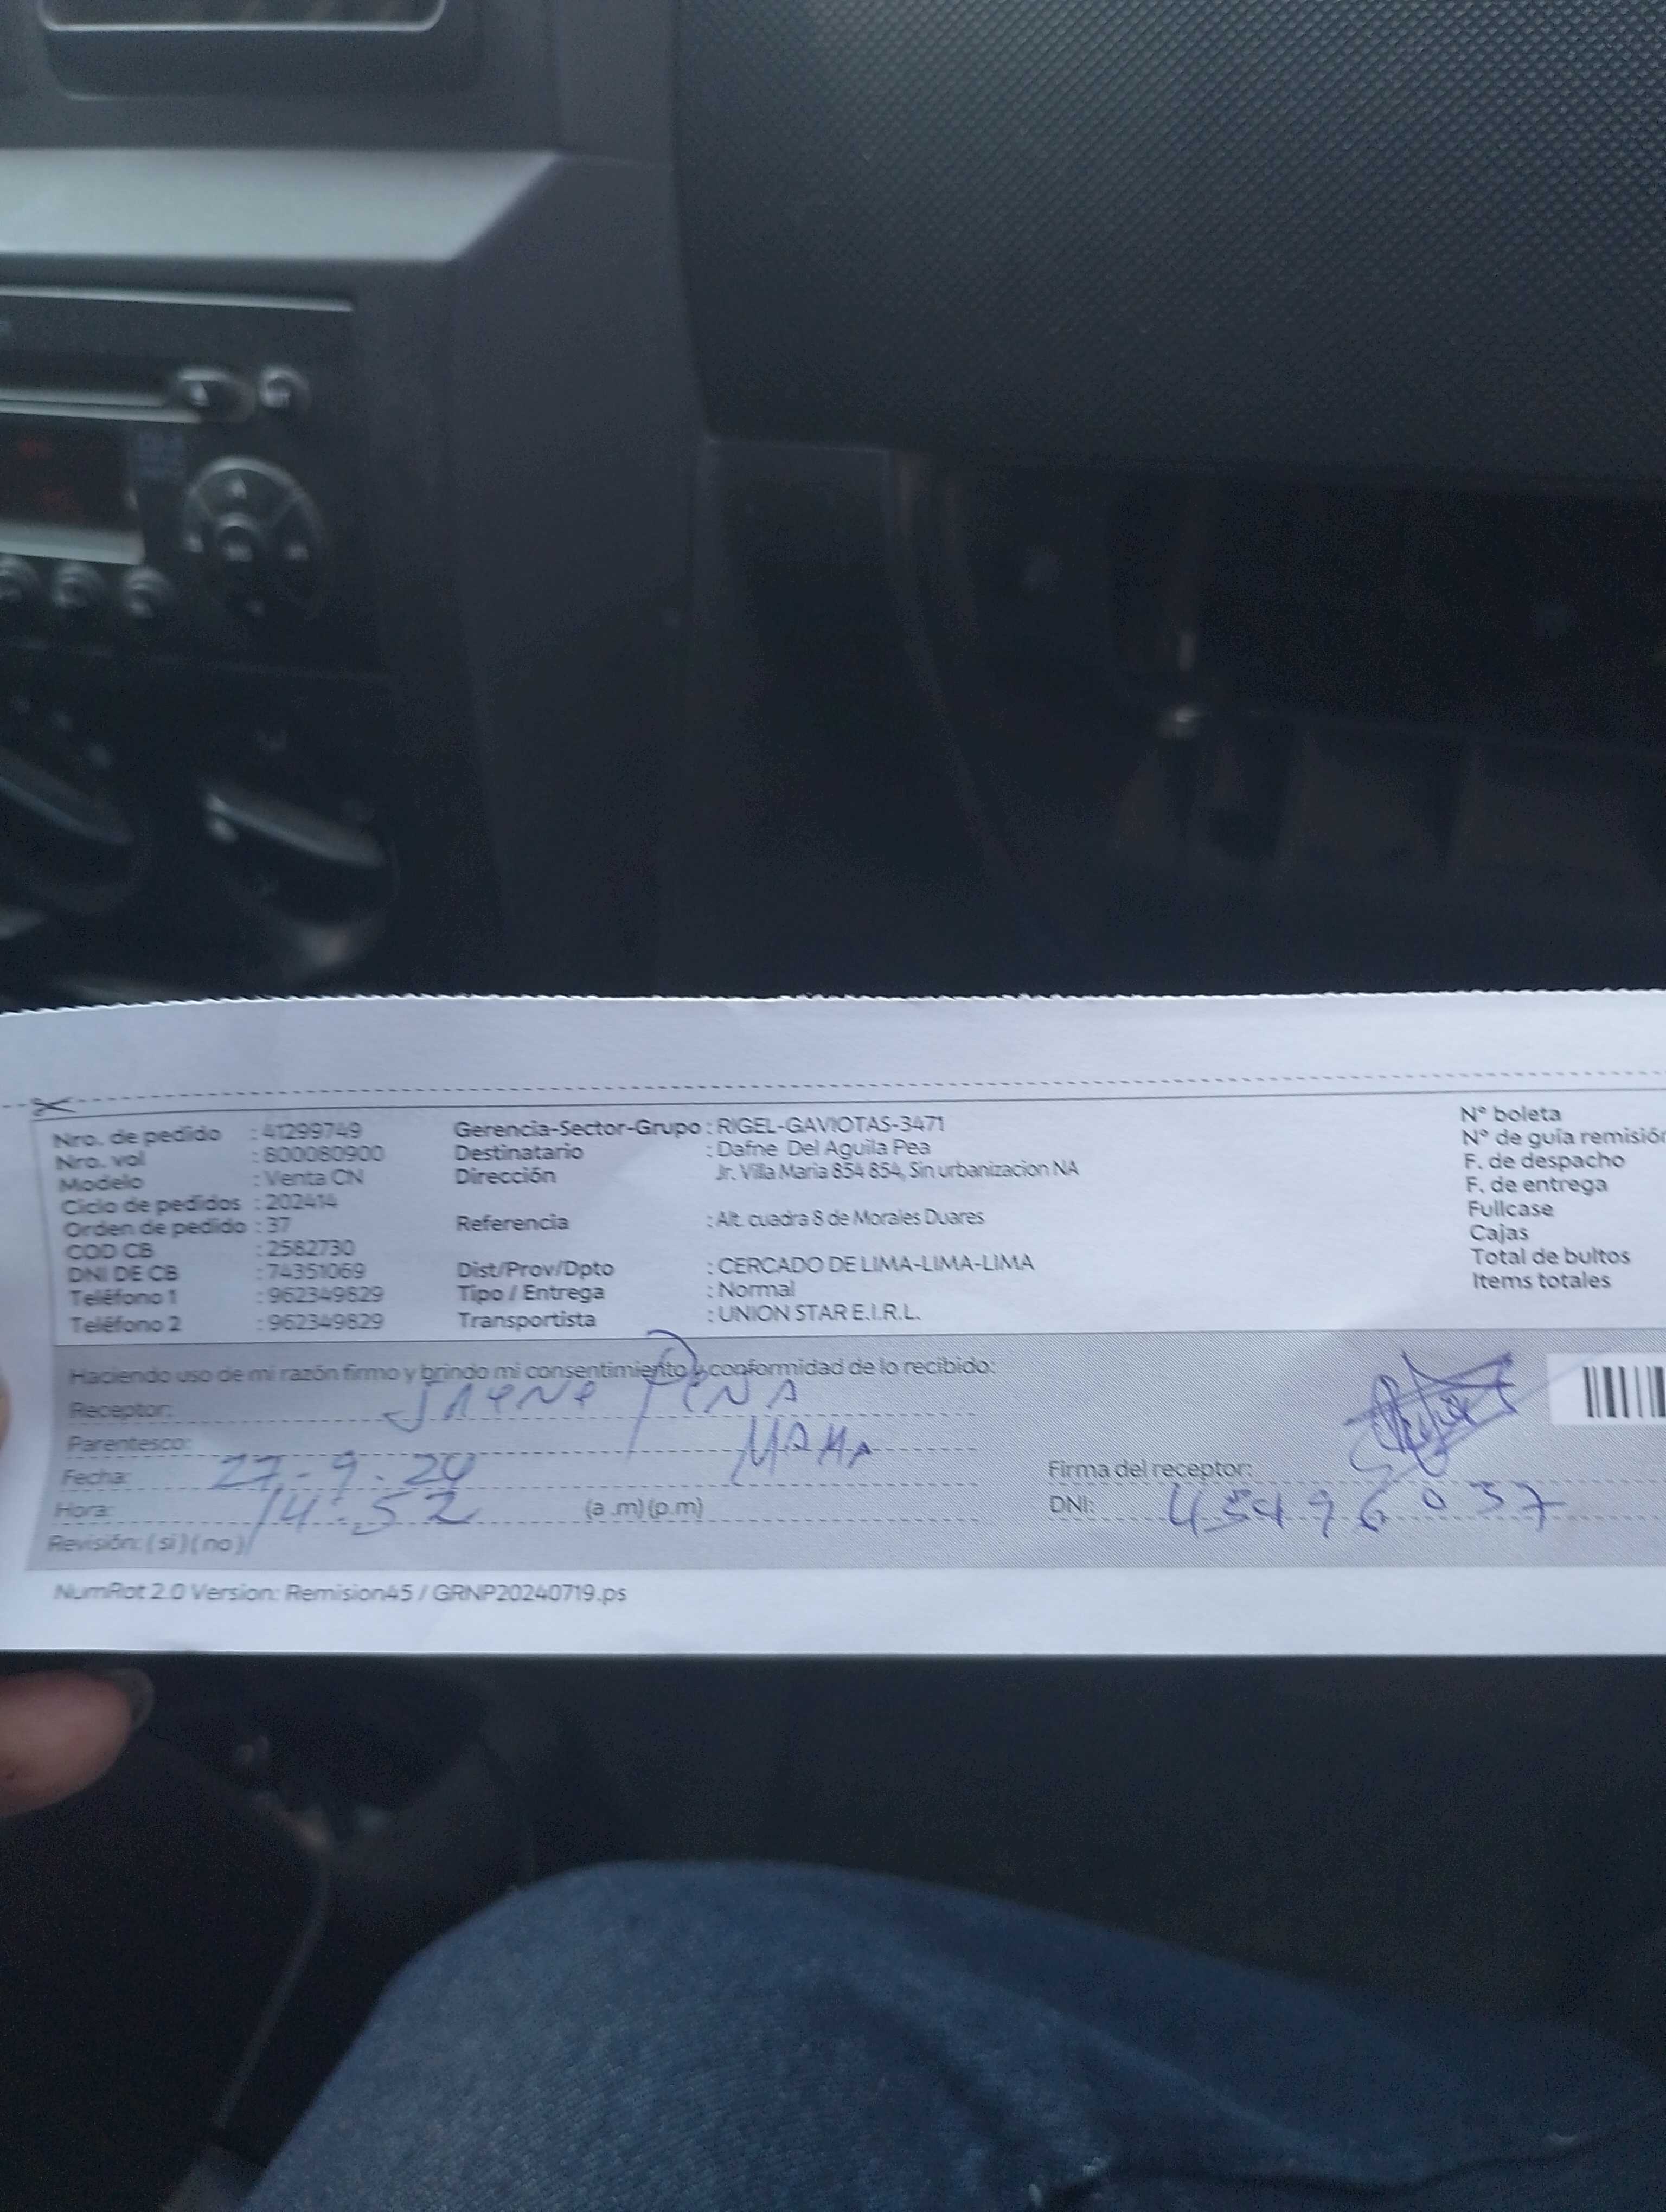 Nro. de pedido : 41299749 Gerencia-Sector-Grupo : RIGEL-GAVIOTAS-3471 N° boleta
Nro. vol : 800080900 Destinatario : Dafne Del Aguila Pea N° de guía remisión
Modelo : Venta CN Dirección Jr. Villa Maria 854 854, Sin urbanizacion NA F. de despacho
Ciclo de pedidos : 202414 F. de entrega
Orden de pedido : 37 Referencia : Alt. cuadra 8 de Morales Duares Fullcase
COD CB : 2582730 Cajas
DNI DE CB : 74351069 Dist/Prov/Dpto : CERCADO DE LIMA-LIMA-LIMA Total de bultos
Teléfono 1 : 962349829 Tipo / Entrega : Normal Items totales
Teléfono 2 : 962349829 Transportista : UNION STAR E.I.R.L.
Haciendo uso de mi razón firmo y brindo mi consentimiento y conformidad de lo recibido:
Receptor: PENA
Parentesco: MAMA
Fecha: 27-9-24 Firma del receptor:
Hora: 14:52 (a .m) (p.m) DNI: 45496037
Revisión: ( si ) ( no )
NumRot 2.0 Version: Remision45 / GRNP20240719.ps